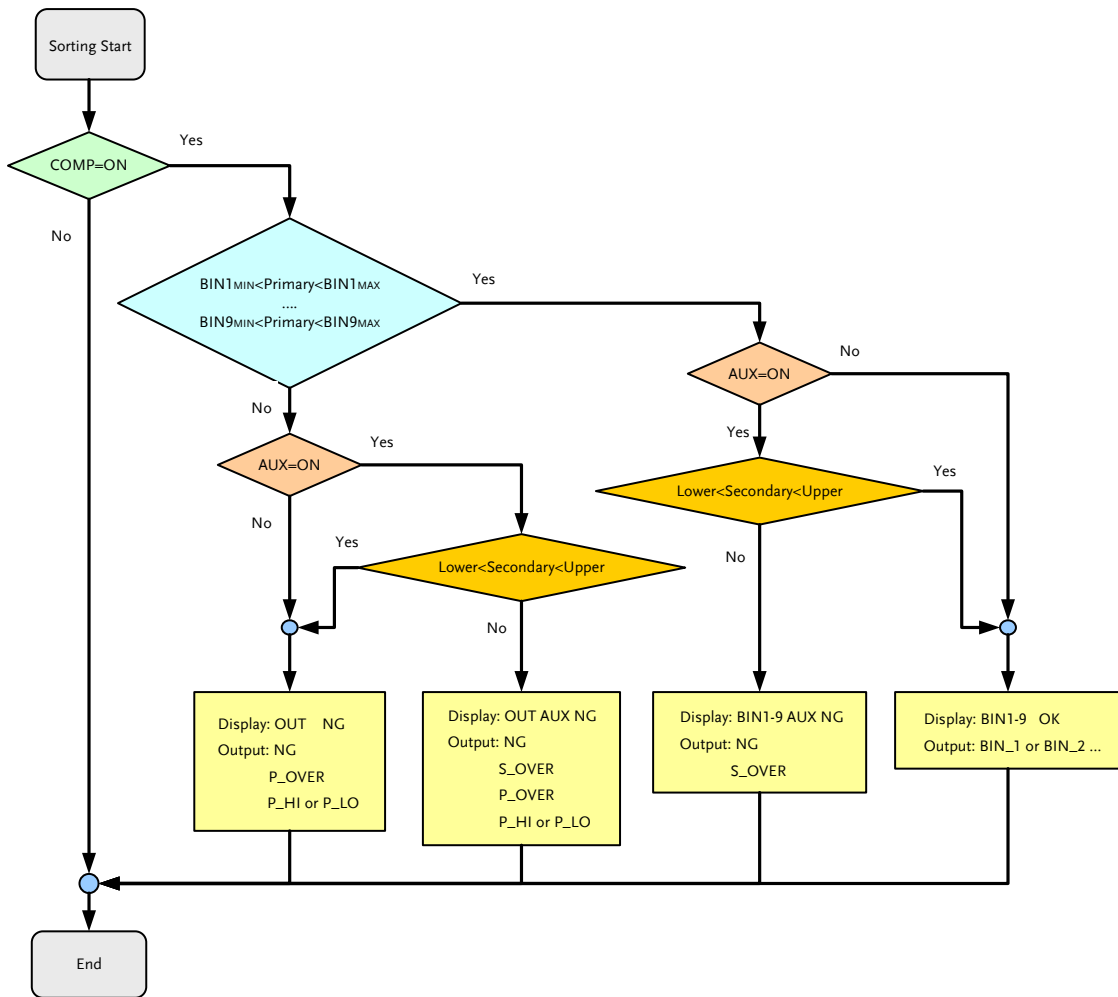 Sorting Start
Yes
COMP=ON
No
BIN1MIN<Primary<BIN1MAX
....
BIN9MIN<Primary<BIN9MAX
Yes
No
AUX=ON
No
Yes
AUX=ON
Yes
Lower<Secondary<Upper
Yes
No
Yes
Lower<Secondary<Upper
No
No
Display: OUT NG
Output: NG
P_OVER
P_HI or P_LO
Display: OUT AUX NG
Output: NG
S_OVER
P_OVER
P_HI or P_LO
Display: BIN1-9 AUX NG
Output: NG
S_OVER
Display: BIN1-9 OK
Output: BIN_1 or BIN_2 ...
End